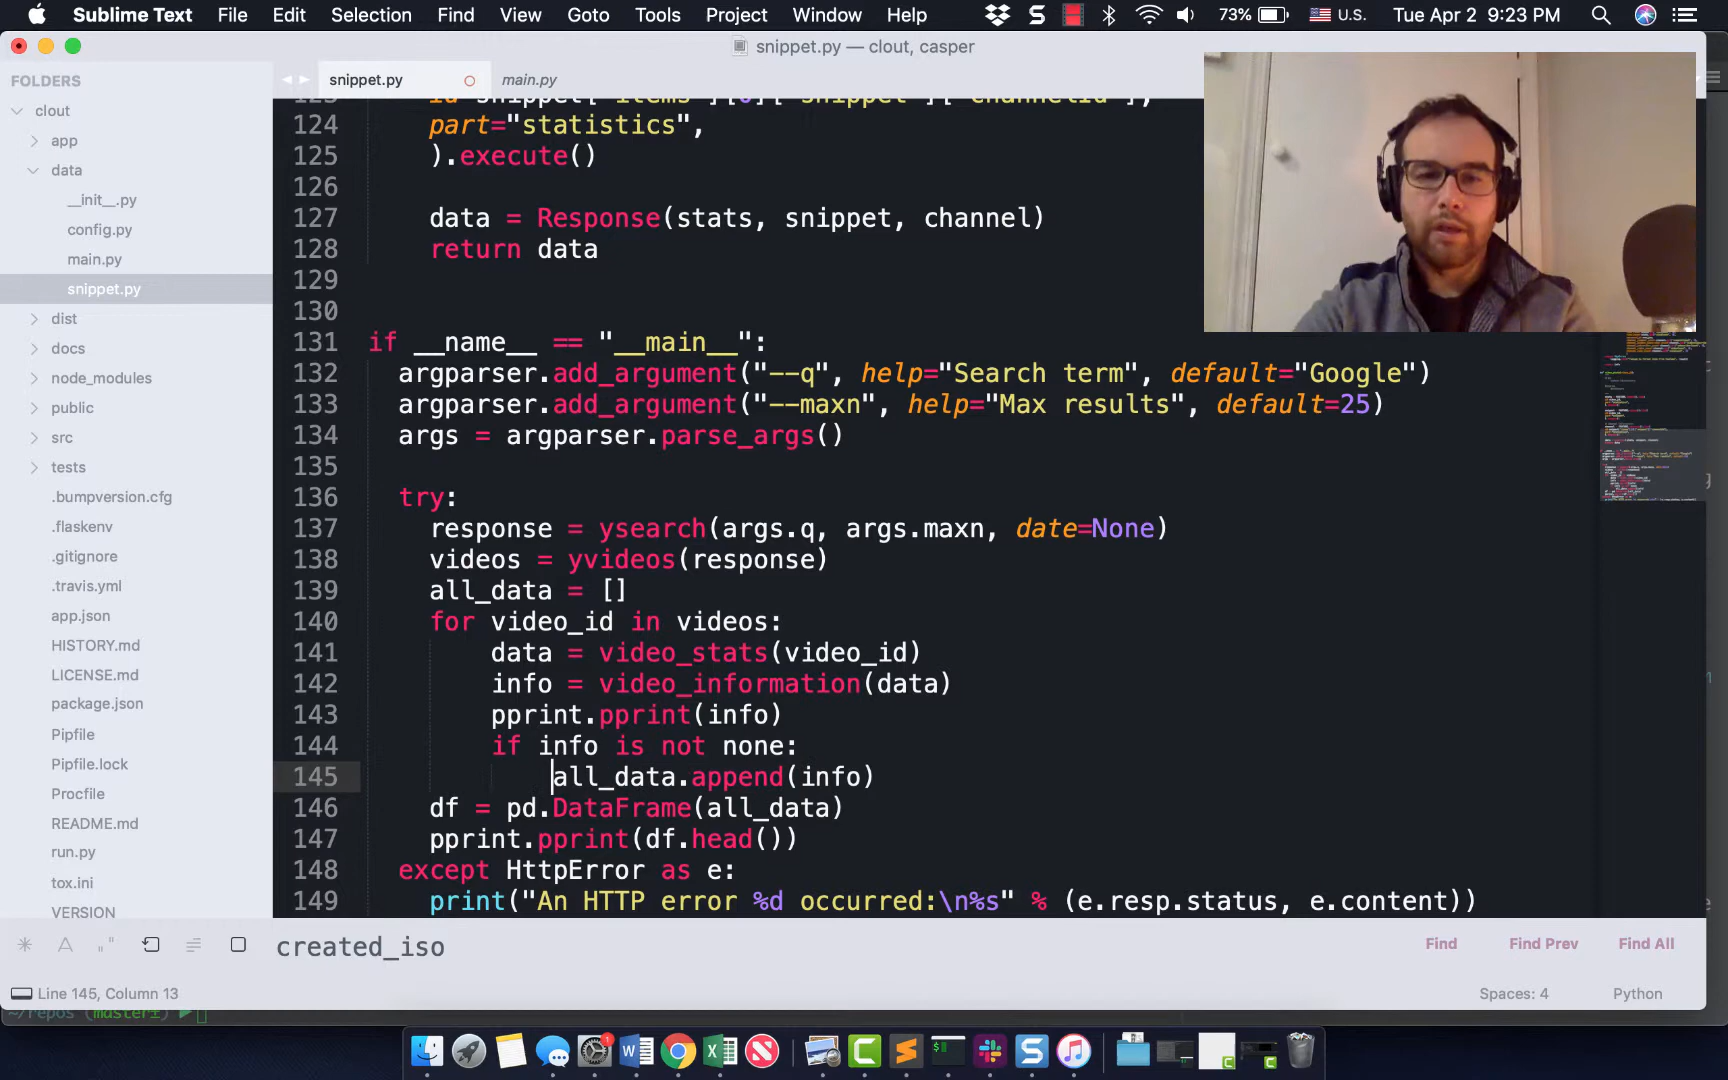 Sublime Text File Edit Selection Find View Goto Tools Project Window Help 73% U.S. Tue Apr 2 9:23 PM
snippet.py — clout, casper
FOLDERS
clout
app
data
__init__.py
config.py
main.py
snippet.py
dist
docs
node_modules
public
src
tests
.bumpversion.cfg
.flaskenv
.gitignore
.travis.yml
app.json
HISTORY.md
LICENSE.md
package.json
Pipfile
Pipfile.lock
Procfile
README.md
run.py
tox.ini
VERSION
snippet.py main.py
124 part="statistics",
125 ).execute()
126
127 data = Response(stats, snippet, channel)
128 return data
129
130
131 if __name__ == "__main__":
132 argparser.add_argument("--q", help="Search term", default="Google")
133 argparser.add_argument("--maxn", help="Max results", default=25)
134 args = argparser.parse_args()
135
136 try:
137 response = ysearch(args.q, args.maxn, date=None)
138 videos = yvideos(response)
139 all_data = []
140 for video_id in videos:
141 data = video_stats(video_id)
142 info = video_information(data)
143 pprint.pprint(info)
144 if info is not none:
145 all_data.append(info)
146 df = pd.DataFrame(all_data)
147 pprint.pprint(df.head())
148 except HttpError as e:
149 print("An HTTP error %d occurred:\n%s" % (e.resp.status, e.content))
created_iso Find Find Prev Find All
Line 145, Column 13 Spaces: 4 Python
~/repos (master±)